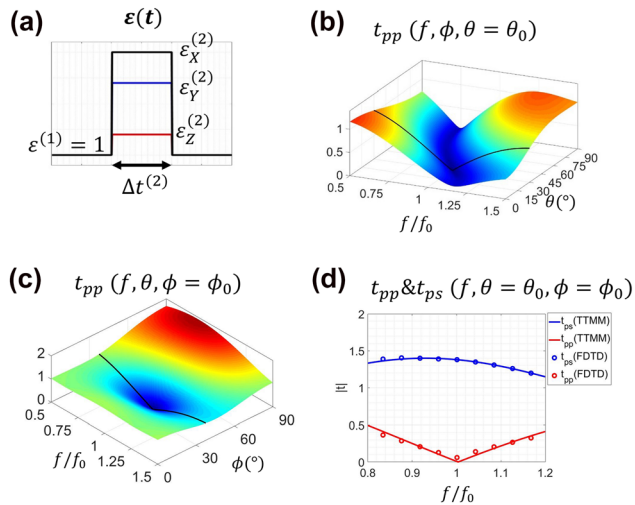 (a)
ε(t)
ε_X^(2)
ε_Y^(2)
ε_Z^(2)
ε^(1) = 1
Δt^(2)
(b)
t_pp (f, ϕ, θ = θ_0)
1
0.5
0
0.5
0.75
1
1.25
1.5
f/f_0
0
15
30
45
60
75
90
θ(°)
(c)
t_pp (f, θ, ϕ = ϕ_0)
2
1
0
0.5
0.75
1
1.25
1.5
f/f_0
0
30
60
90
ϕ(°)
(d)
t_pp&t_ps (f, θ = θ_0, ϕ = ϕ_0)
2
1.5
1
0.5
0
|t|
0.8
0.9
1
1.1
1.2
f/f_0
t_ps(TTMM)
t_pp(TTMM)
t_ps(FDTD)
t_pp(FDTD)